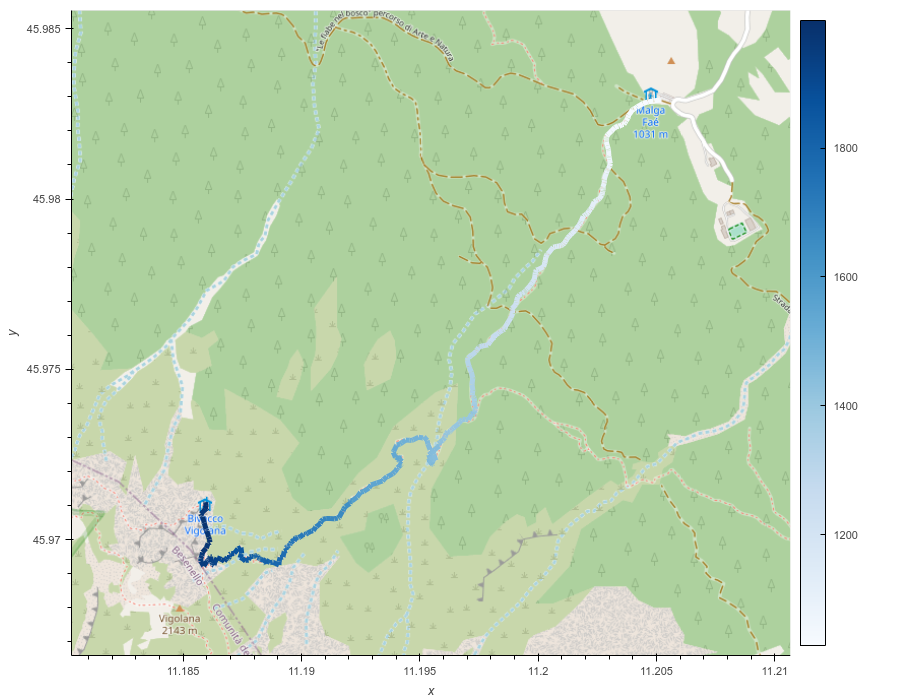 45.985
45.98
45.975
45.97
y
"Le fiabe nel bosco" percorso di Arte e Natura
Malga
Faè
1031 m
Strada
Bivacco
Vigolana
Besenello
Comunità de
Vigolana
2143 m
11.185
11.19
11.195
11.2
11.205
11.21
x
1800
1600
1400
1200